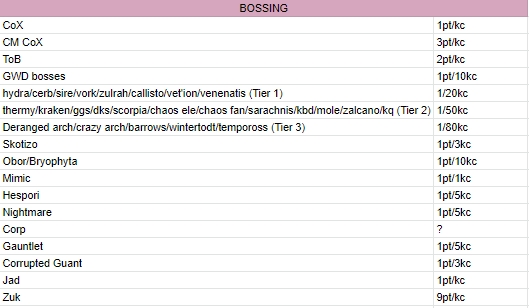 BOSSING
CoX 1pt/kc
CM CoX 3pt/kc
ToB 2pt/kc
GWD bosses 1pt/10kc
hydra/cerb/sire/vork/zulrah/callisto/vet'ion/venenatis (Tier 1) 1/20kc
thermy/kraken/ggs/dks/scorpia/chaos ele/chaos fan/sarachnis/kbd/mole/zalcano/kq (Tier 2) 1/50kc
Deranged arch/crazy arch/barrows/wintertodt/tempoross (Tier 3) 1/80kc
Skotizo 1pt/3kc
Obor/Bryophyta 1pt/10kc
Mimic 1pt/1kc
Hespori 1pt/5kc
Nightmare 1pt/5kc
Corp ?
Gauntlet 1pt/5kc
Corrupted Guant 1pt/3kc
Jad 1pt/kc
Zuk 9pt/kc